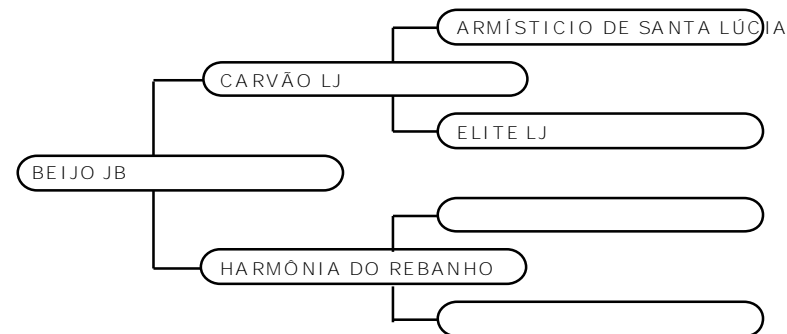 ARMÍSTICIO DE SANTA LÚCIA
CARVÃO LJ
ELITE LJ
BEIJO JB
HARMÔNIA DO REBANHO